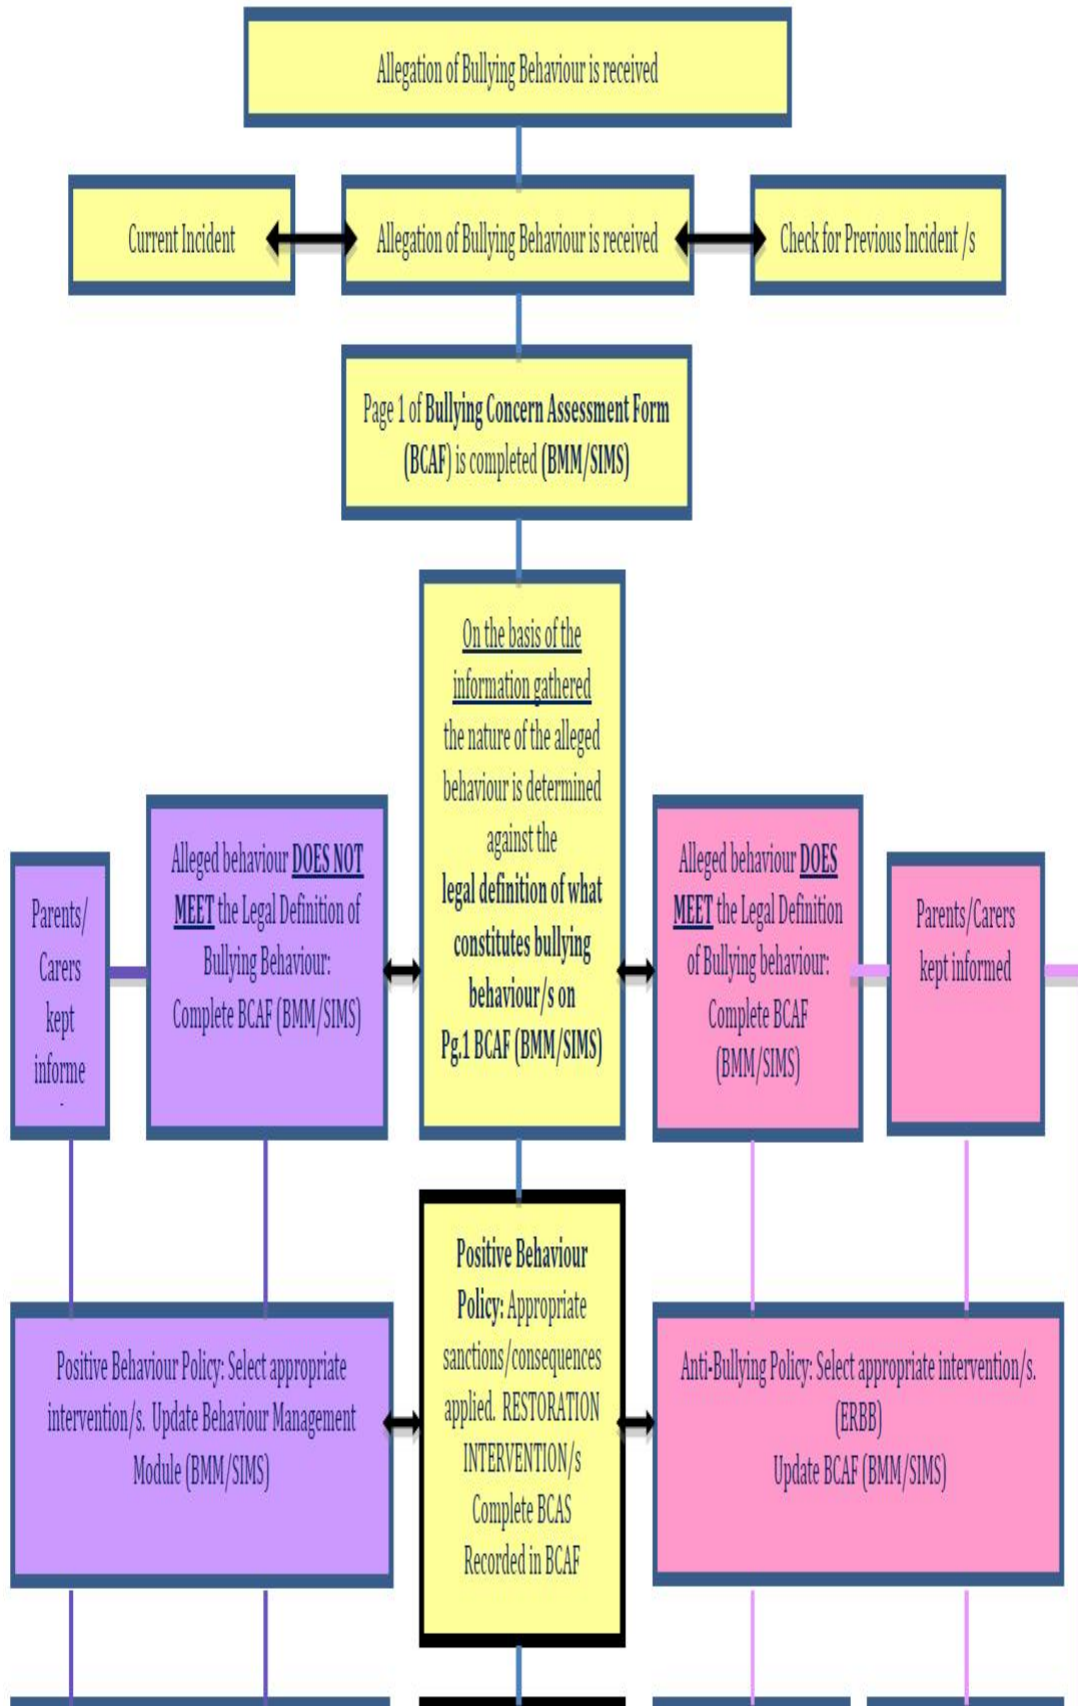 Allegation of Bullying Behaviour is received
Current Incident
Allegation of Bullying Behaviour is received
Check for Previous Incident /s
Page 1 of Bullying Concern Assessment Form
(BCAF) is completed (BMM/SIMS)
On the basis of the
information gathered
the nature of the alleged
behaviour is determined
against the
legal definition of what
constitutes bullying
behaviour/s on
Pg.1 BCAF (BMM/SIMS)
Parents/
Carers
kept
informe
Alleged behaviour DOES NOT
MEET the Legal Definition of
Bullying Behaviour:
Complete BCAF (BMM/SIMS)
Alleged behaviour DOES
MEET the Legal Definition
of Bullying behaviour:
Complete BCAF
(BMM/SIMS)
Parents/Carers
kept informed
Positive Behaviour Policy: Select appropriate
intervention/s. Update Behaviour Management
Module (BMM/SIMS)
Positive Behaviour
Policy: Appropriate
sanctions/consequences
applied. RESTORATION
INTERVENTION/s
Complete BCAS
Recorded in BCAF
Anti-Bullying Policy: Select appropriate intervention/s.
(ERBB)
Update BCAF (BMM/SIMS)